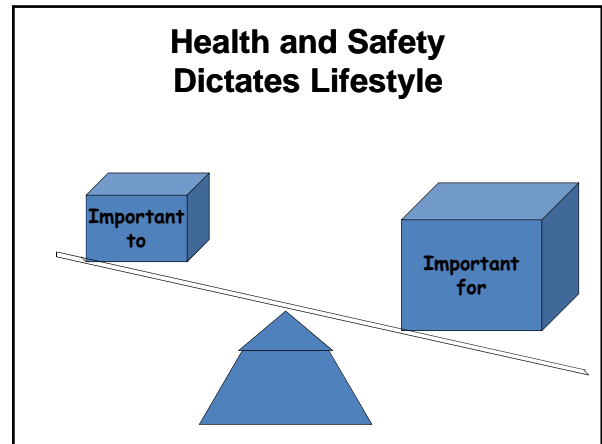 Health and Safety
Dictates Lifestyle
Important
to
Important
for